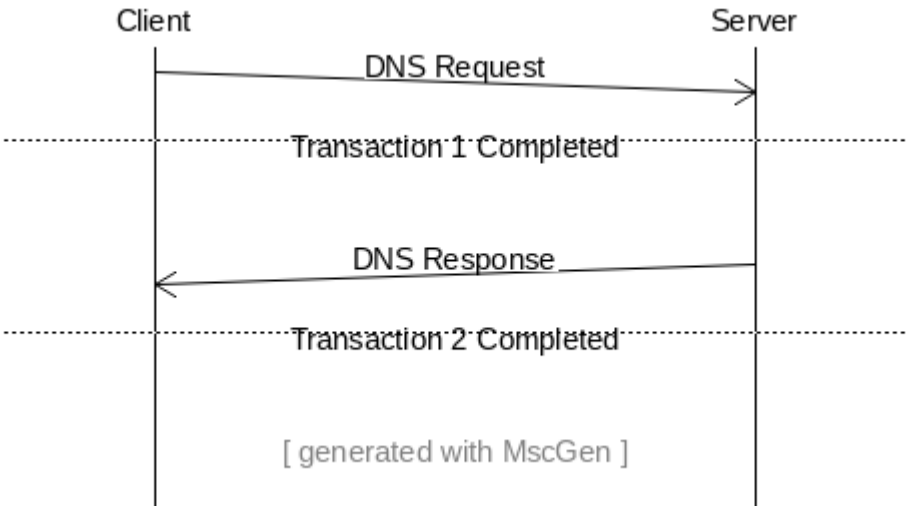 Client Server
DNS Request
Transaction 1 Completed
DNS Response
Transaction 2 Completed
[ generated with MscGen ]